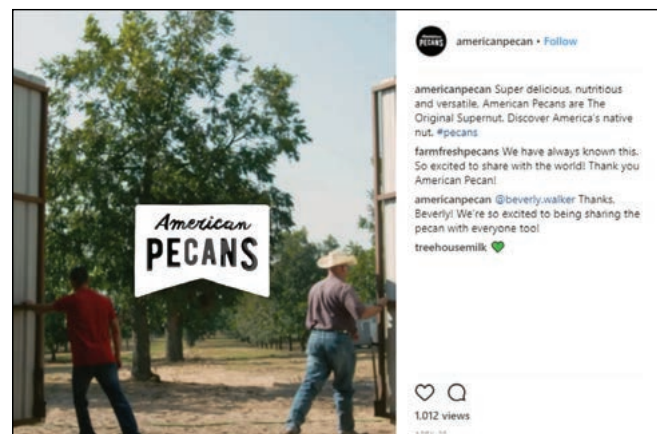 American
PECANS
American
PECANS
americanpecan • Follow
americanpecan Super delicious, nutritious
and versatile, American Pecans are The
Original Supernut. Discover America's native
nut. #pecans
farmfreshpecans We have always known this.
So excited to share with the world! Thank you
American Pecan!
americanpecan @beverly.walker Thanks,
Beverly! We're so excited to being sharing the
pecan with everyone too!
treehousemilk 💚
1,012 views